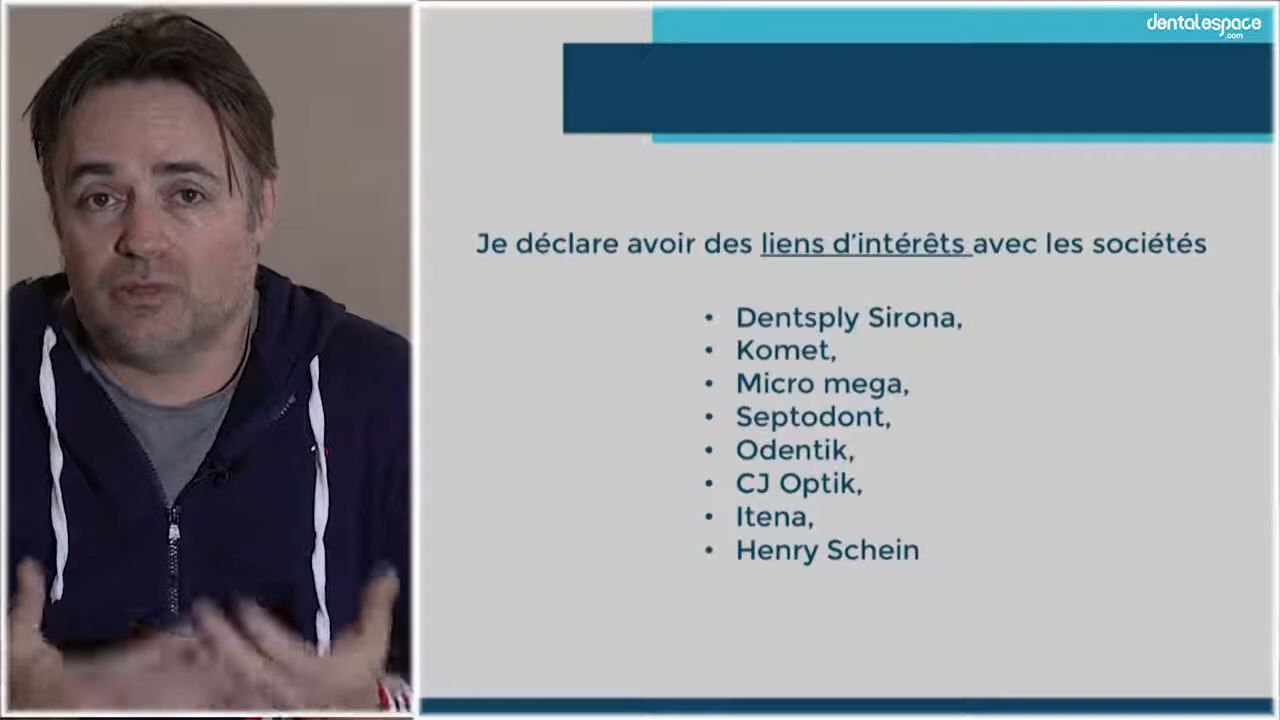 dentalespace
.com
Je déclare avoir des liens d'intérêts avec les sociétés
• Dentsply Sirona,
• Komet,
• Micro mega,
• Septodont,
• Odentik,
• CJ Optik,
• Itena,
• Henry Schein